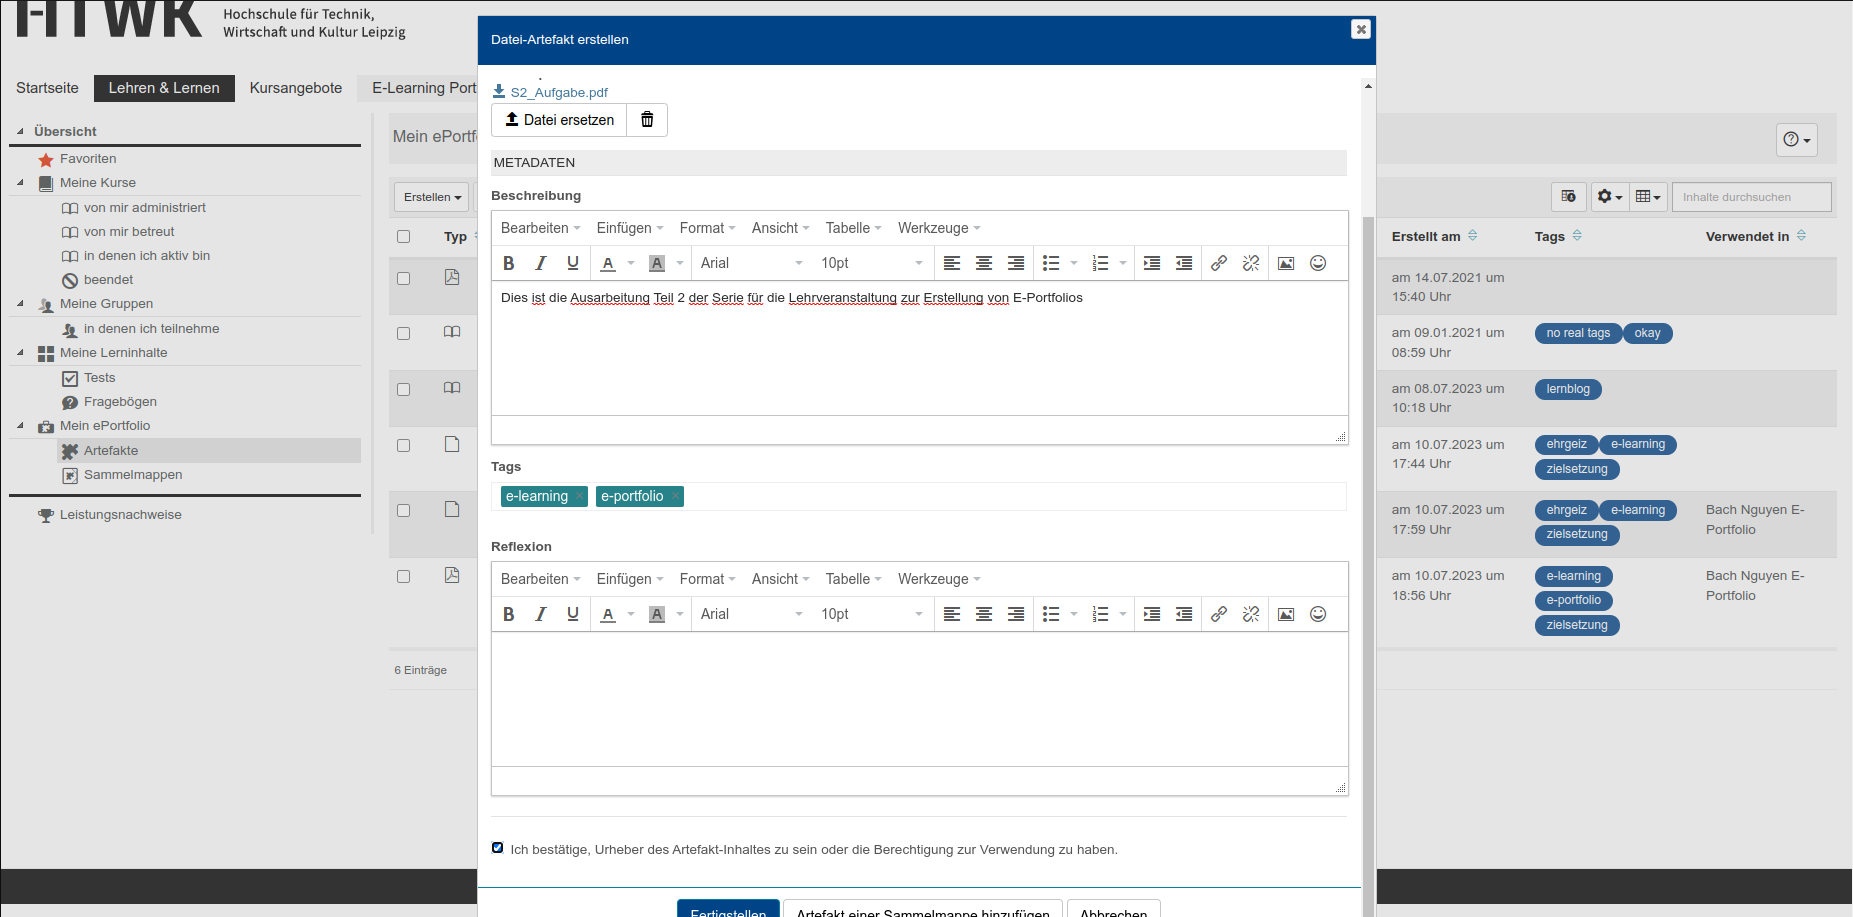 HTWK
Hochschule für Technik,
Wirtschaft und Kultur Leipzig
Startseite
Lehren & Lernen
Kursangebote
E-Learning Port
Übersicht
Favoriten
Meine Kurse
von mir administriert
von mir betreut
in denen ich aktiv bin
beendet
Meine Gruppen
in denen ich teilnehme
Meine Lerninhalte
Tests
Fragebögen
Mein ePortfolio
Artefakte
Sammelmappen
Leistungsnachweise
Mein ePortf
Erstellen
Typ
6 Einträge
Datei-Artefakt erstellen
S2_Aufgabe.pdf
Datei ersetzen
METADATEN
Beschreibung
Bearbeiten Einfügen Format Ansicht Tabelle Werkzeuge
B I U A A Arial 10pt
Dies ist die Ausarbeitung Teil 2 der Serie für die Lehrveranstaltung zur Erstellung von E-Portfolios
Tags
e-learning × e-portfolio ×
Reflexion
Bearbeiten Einfügen Format Ansicht Tabelle Werkzeuge
B I U A A Arial 10pt
Ich bestätige, Urheber des Artefakt-Inhaltes zu sein oder die Berechtigung zur Verwendung zu haben.
Fertigstellen Artefakt einer Sammelmappe hinzufügen Abbrechen
Inhalte durchsuchen
Erstellt am Tags Verwendet in
am 14.07.2021 um
15:40 Uhr
am 09.01.2021 um
08:59 Uhr
no real tags okay
am 08.07.2023 um
10:18 Uhr
lernblog
am 10.07.2023 um
17:44 Uhr
ehrgeiz e-learning
zielsetzung
am 10.07.2023 um
17:59 Uhr
ehrgeiz e-learning
zielsetzung
Bach Nguyen E-
Portfolio
am 10.07.2023 um
18:56 Uhr
e-learning
e-portfolio
zielsetzung
Bach Nguyen E-
Portfolio